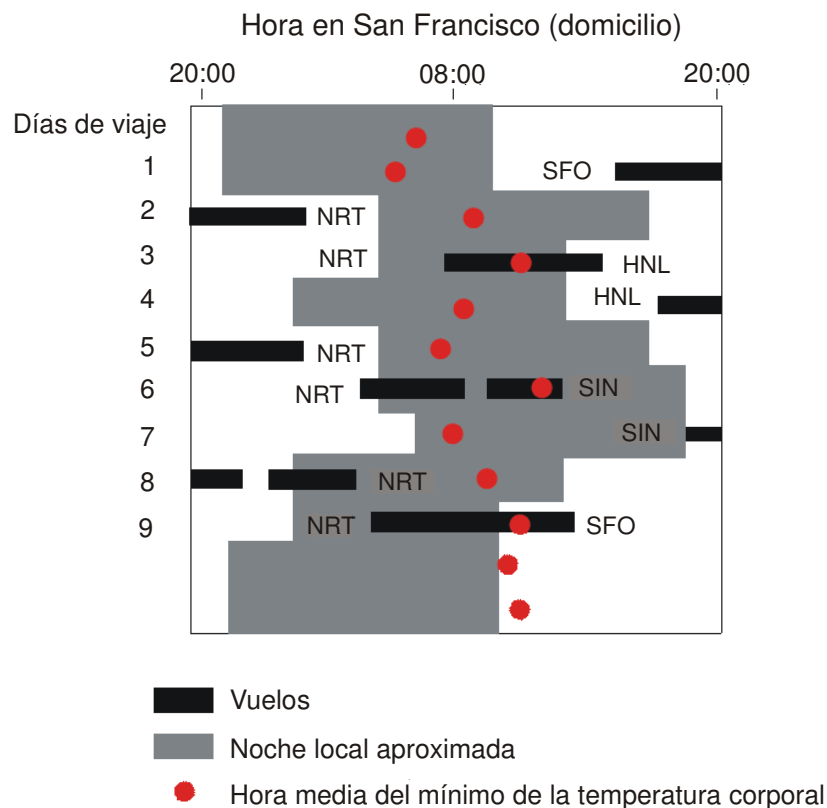 Hora en San Francisco (domicilio)
20:00 08:00 20:00
Días de viaje
1 SFO
2 NRT
3 NRT HNL
4 HNL
5 NRT
6 NRT SIN
7 SIN
8 NRT
9 NRT SFO
Vuelos
Noche local aproximada
Hora media del mínimo de la temperatura corporal